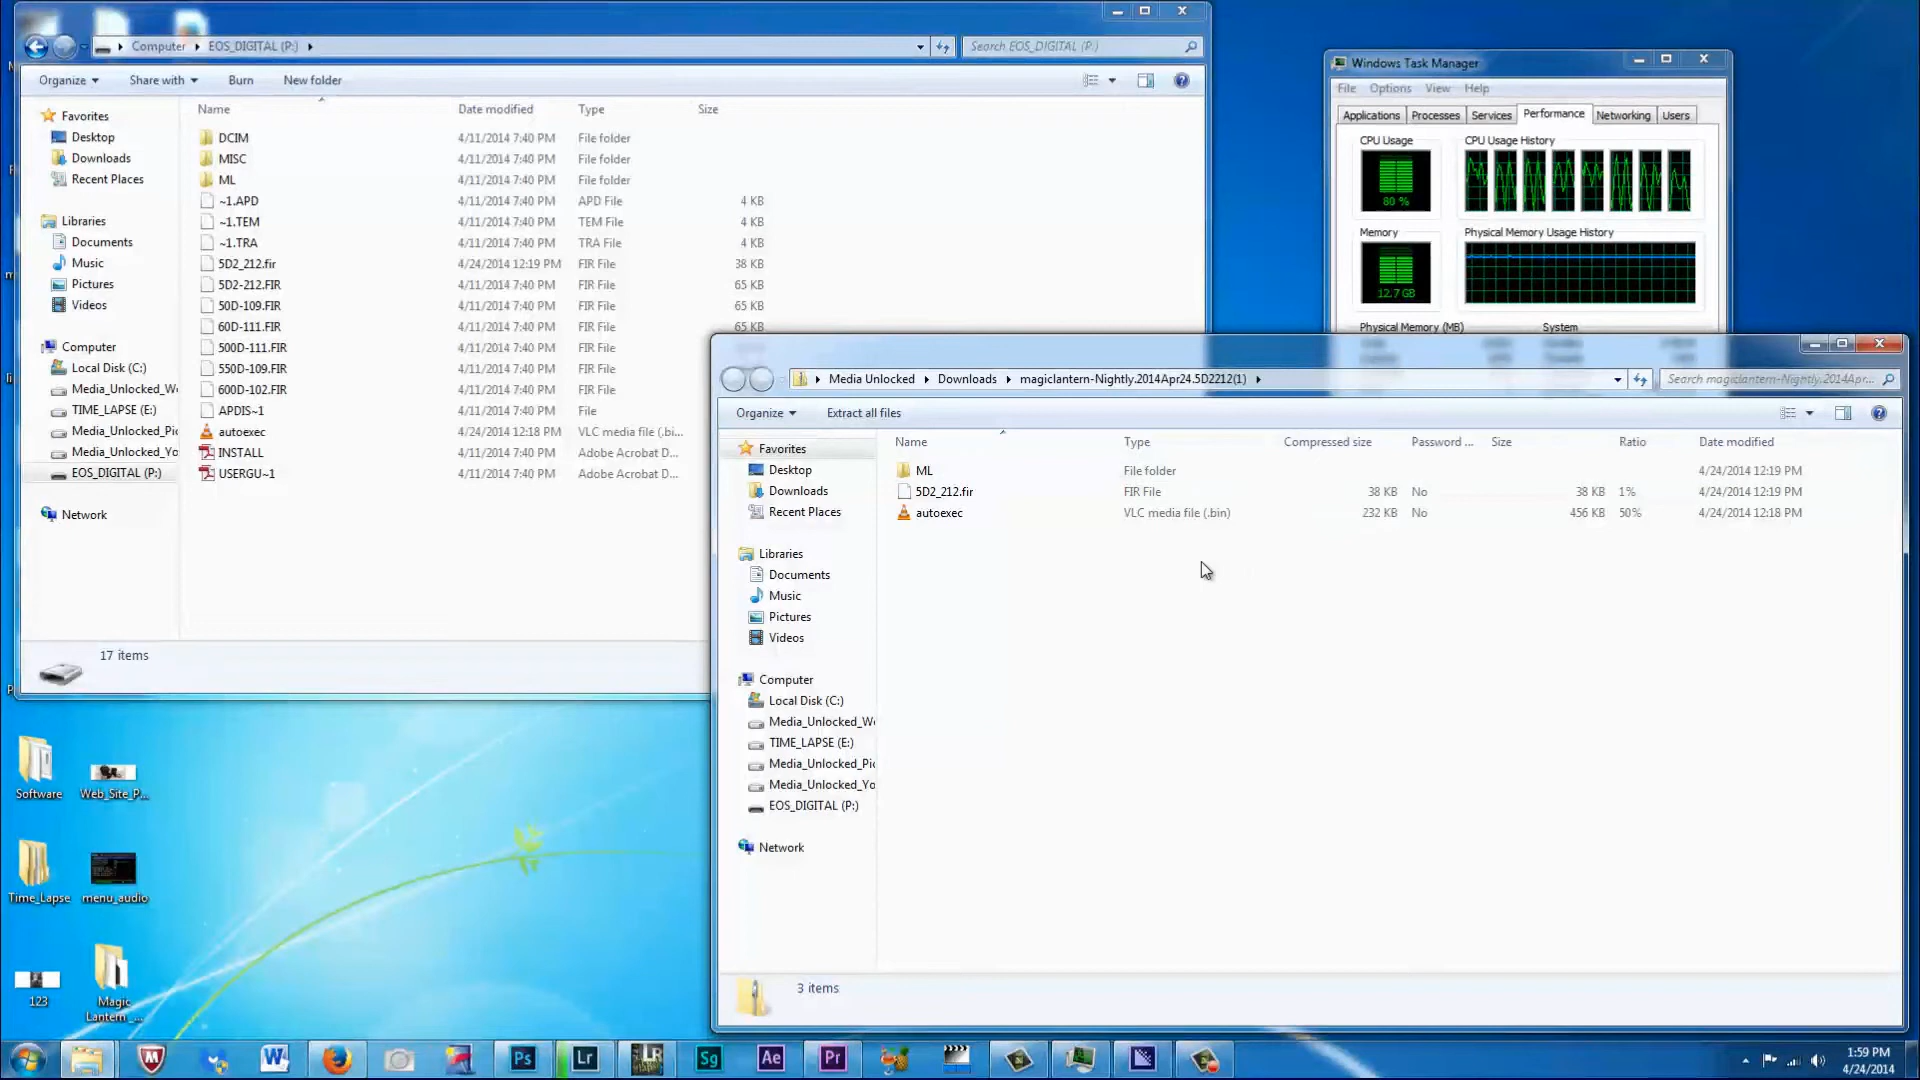 Computer EOS_DIGITAL (P:)
Search EOS_DIGITAL (P:)
Organize Share with Burn New folder
Name Date modified Type Size
Favorites
Desktop
Downloads
Recent Places
Libraries
Documents
Music
Pictures
Videos
Computer
Local Disk (C:)
Media_Unlocked_Wo
TIME_LAPSE (E:)
Media_Unlocked_Pic
Media_Unlocked_Yo
EOS_DIGITAL (P:)
Network
DCIM 4/11/2014 7:40 PM File folder
MISC 4/11/2014 7:40 PM File folder
ML 4/11/2014 7:40 PM File folder
~1.APD 4/11/2014 7:40 PM APD File 4 KB
~1.TEM 4/11/2014 7:40 PM TEM File 4 KB
~1.TRA 4/11/2014 7:40 PM TRA File 4 KB
5D2_212.fir 4/24/2014 12:19 PM FIR File 38 KB
5D2-212.FIR 4/11/2014 7:40 PM FIR File 65 KB
50D-109.FIR 4/11/2014 7:40 PM FIR File 65 KB
60D-111.FIR 4/11/2014 7:40 PM FIR File 65 KB
500D-111.FIR 4/11/2014 7:40 PM FIR File
550D-109.FIR 4/11/2014 7:40 PM FIR File
600D-102.FIR 4/11/2014 7:40 PM FIR File
APDIS~1 4/11/2014 7:40 PM File
autoexec 4/24/2014 12:18 PM VLC media file (.bi...
INSTALL 4/11/2014 7:40 PM Adobe Acrobat D...
USERGU~1 4/11/2014 7:40 PM Adobe Acrobat D...
17 items
Windows Task Manager
File Options View Help
Applications Processes Services Performance Networking Users
CPU Usage CPU Usage History
80 %
Memory Physical Memory Usage History
12.7 GB
Physical Memory (MB) System
Media Unlocked Downloads magiclantern-Nightly.2014Apr24.5D2212(1)
Search magiclantern-Nightly.2014Apr...
Organize Extract all files
Name Type Compressed size Password ... Size Ratio Date modified
Favorites
Desktop
Downloads
Recent Places
Libraries
Documents
Music
Pictures
Videos
Computer
Local Disk (C:)
Media_Unlocked_Wo
TIME_LAPSE (E:)
Media_Unlocked_Pic
Media_Unlocked_Yo
EOS_DIGITAL (P:)
Network
ML File folder 4/24/2014 12:19 PM
5D2_212.fir FIR File 38 KB No 38 KB 1% 4/24/2014 12:19 PM
autoexec VLC media file (.bin) 232 KB No 456 KB 50% 4/24/2014 12:18 PM
3 items
Software Web_Site_P...
Time_Lapse menu_audio
123 Magic
Lantern_...
W Ps Lr LR Sg Ae Pr
1:59 PM
4/24/2014